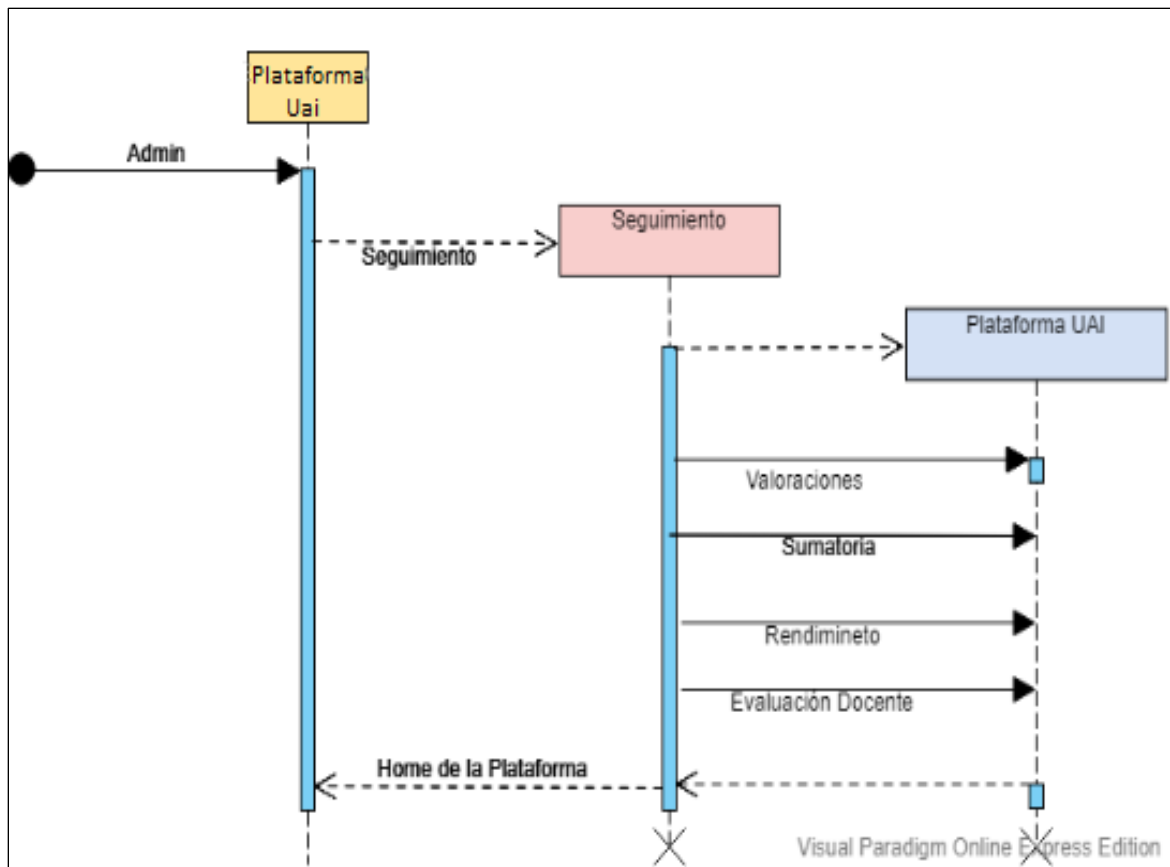 Plataforma
Uai
Admin
Seguimiento
Seguimiento
Plataforma UAI
Valoraciones
Sumatoria
Rendimineto
Evaluación Docente
Home de la Plataforma
Visual Paradigm Online Express Edition